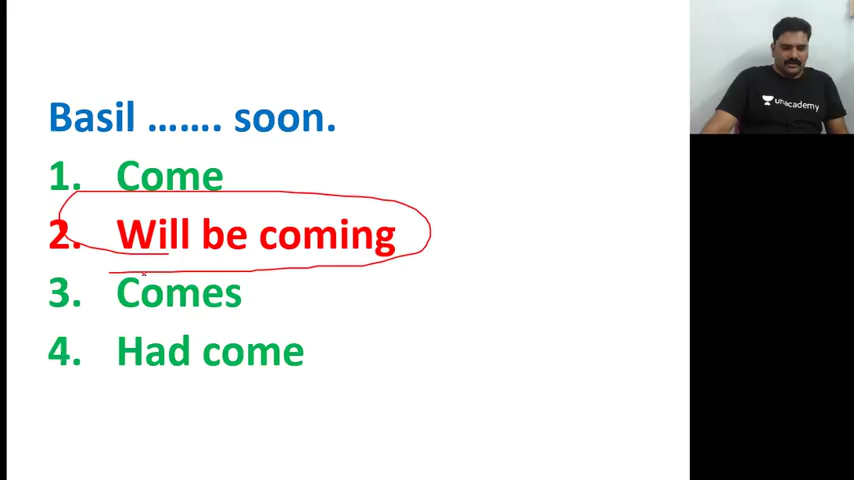 Basil ……. soon.
1. Come
2. Will be coming
3. Comes
4. Had come
unacademy